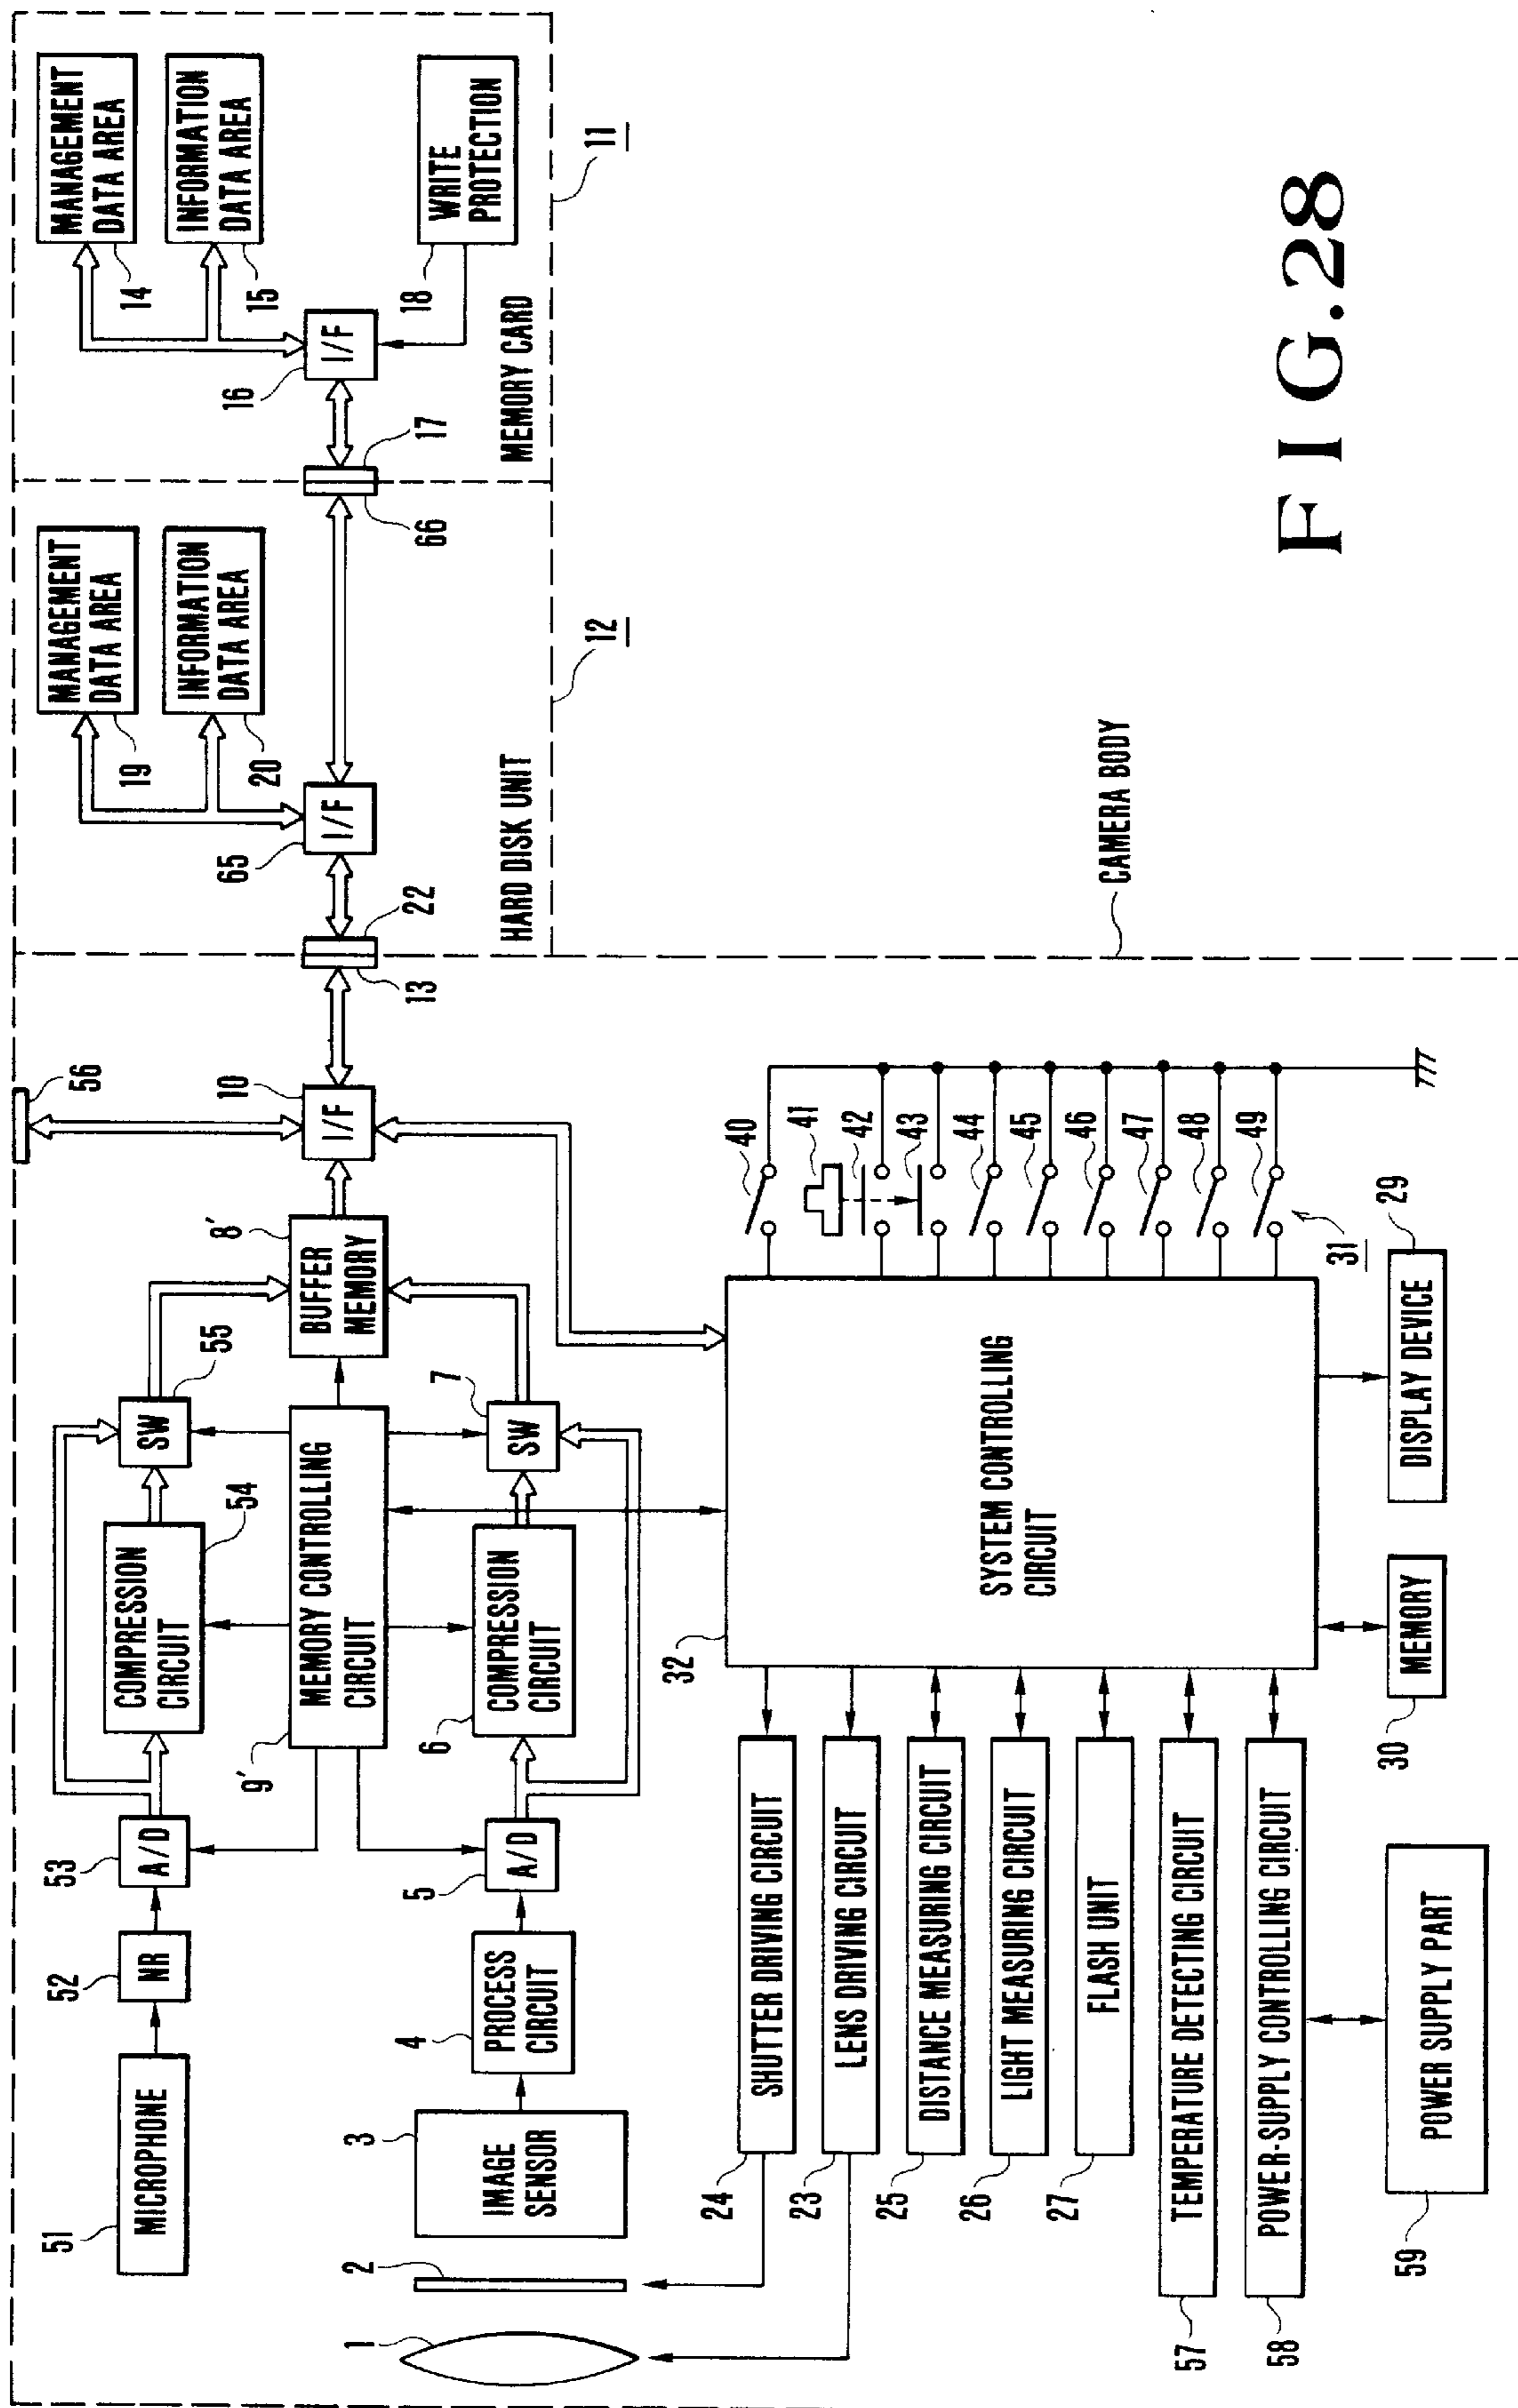 51
MICROPHONE
52
NR
53
A/D
COMPRESSION
CIRCUIT
54
SW
55
56
9'
MEMORY CONTROLLING
CIRCUIT
BUFFER
MEMORY
8'
I/F
10
1
2
3
IMAGE
SENSOR
4
PROCESS
CIRCUIT
5
A/D
6
COMPRESSION
CIRCUIT
7
SW
13
22
HARD DISK UNIT
65
I/F
19
MANAGEMENT
DATA AREA
20
INFORMATION
DATA AREA
12
66
17
MEMORY CARD
16
I/F
14
MANAGEMENT
DATA AREA
15
INFORMATION
DATA AREA
18
WRITE
PROTECTION
11
24
SHUTTER DRIVING CIRCUIT
23
LENS DRIVING CIRCUIT
25
DISTANCE MEASURING CIRCUIT
26
LIGHT MEASURING CIRCUIT
27
FLASH UNIT
57
TEMPERATURE DETECTING CIRCUIT
58
POWER-SUPPLY CONTROLLING CIRCUIT
59
POWER SUPPLY PART
32
SYSTEM CONTROLLING
CIRCUIT
30
MEMORY
DISPLAY DEVICE
29
31
40
41
42
43
44
45
46
47
48
49
CAMERA BODY
FIG.28